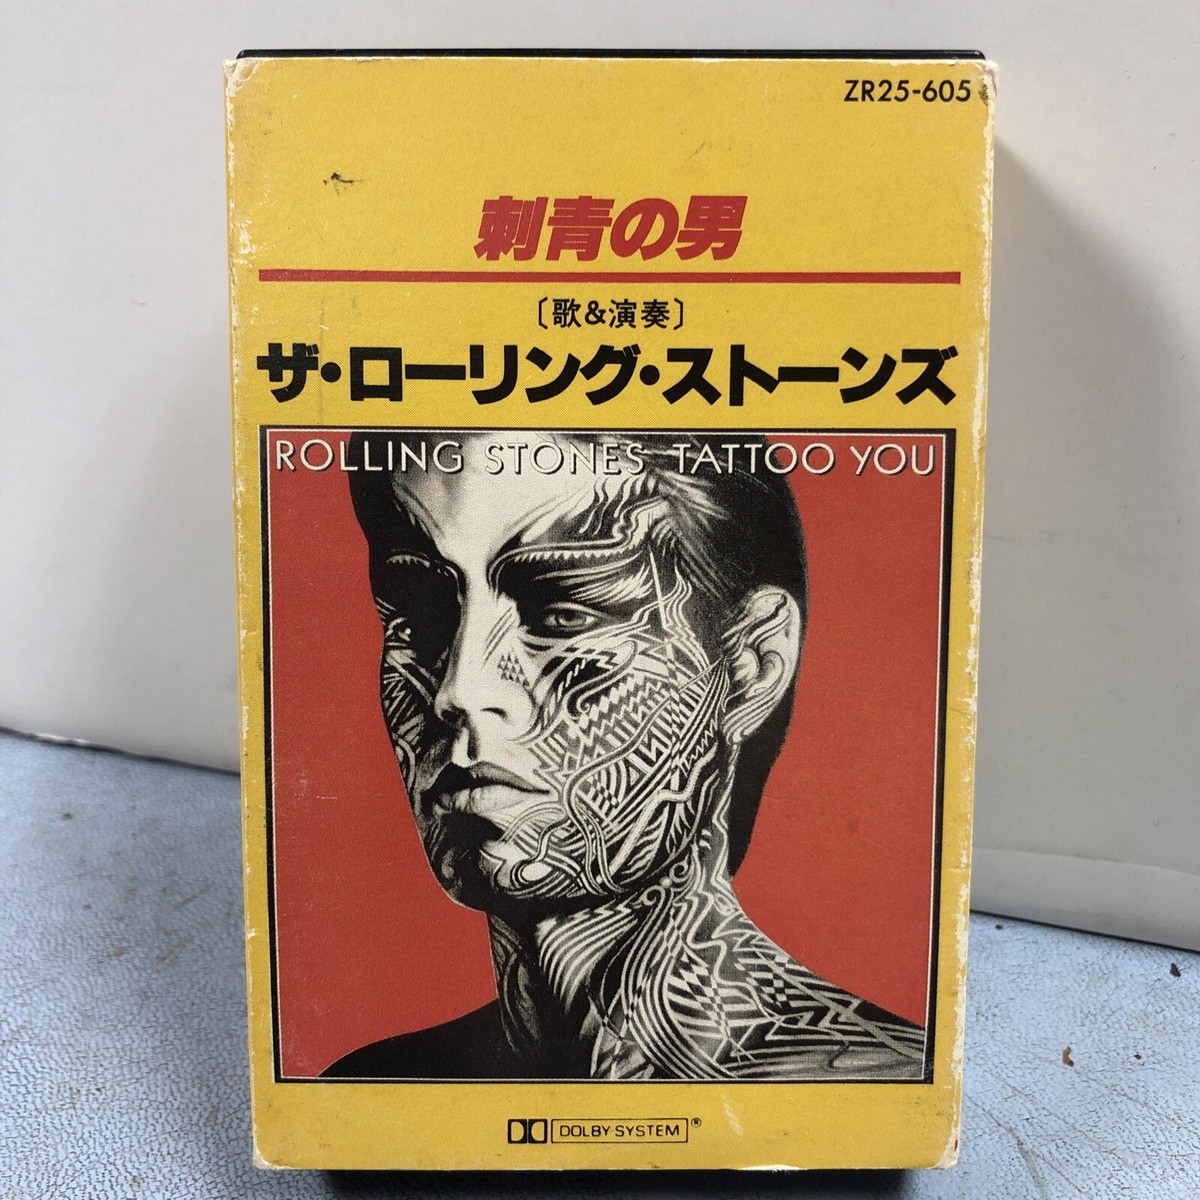 ZR25-605
刺青の男
〔歌&演奏〕
ザ・ローリング・ストーンズ
ROLLING STONES TATTOO YOU
DOLBY SYSTEM®